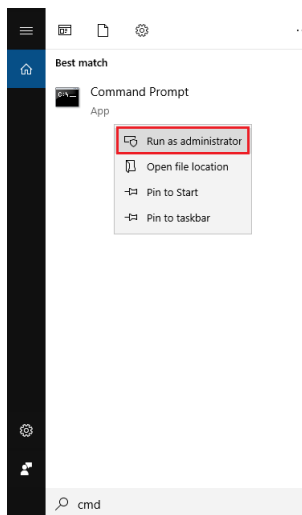 Best match
Command Prompt
App
Run as administrator
Open file location
Pin to Start
Pin to taskbar
cmd